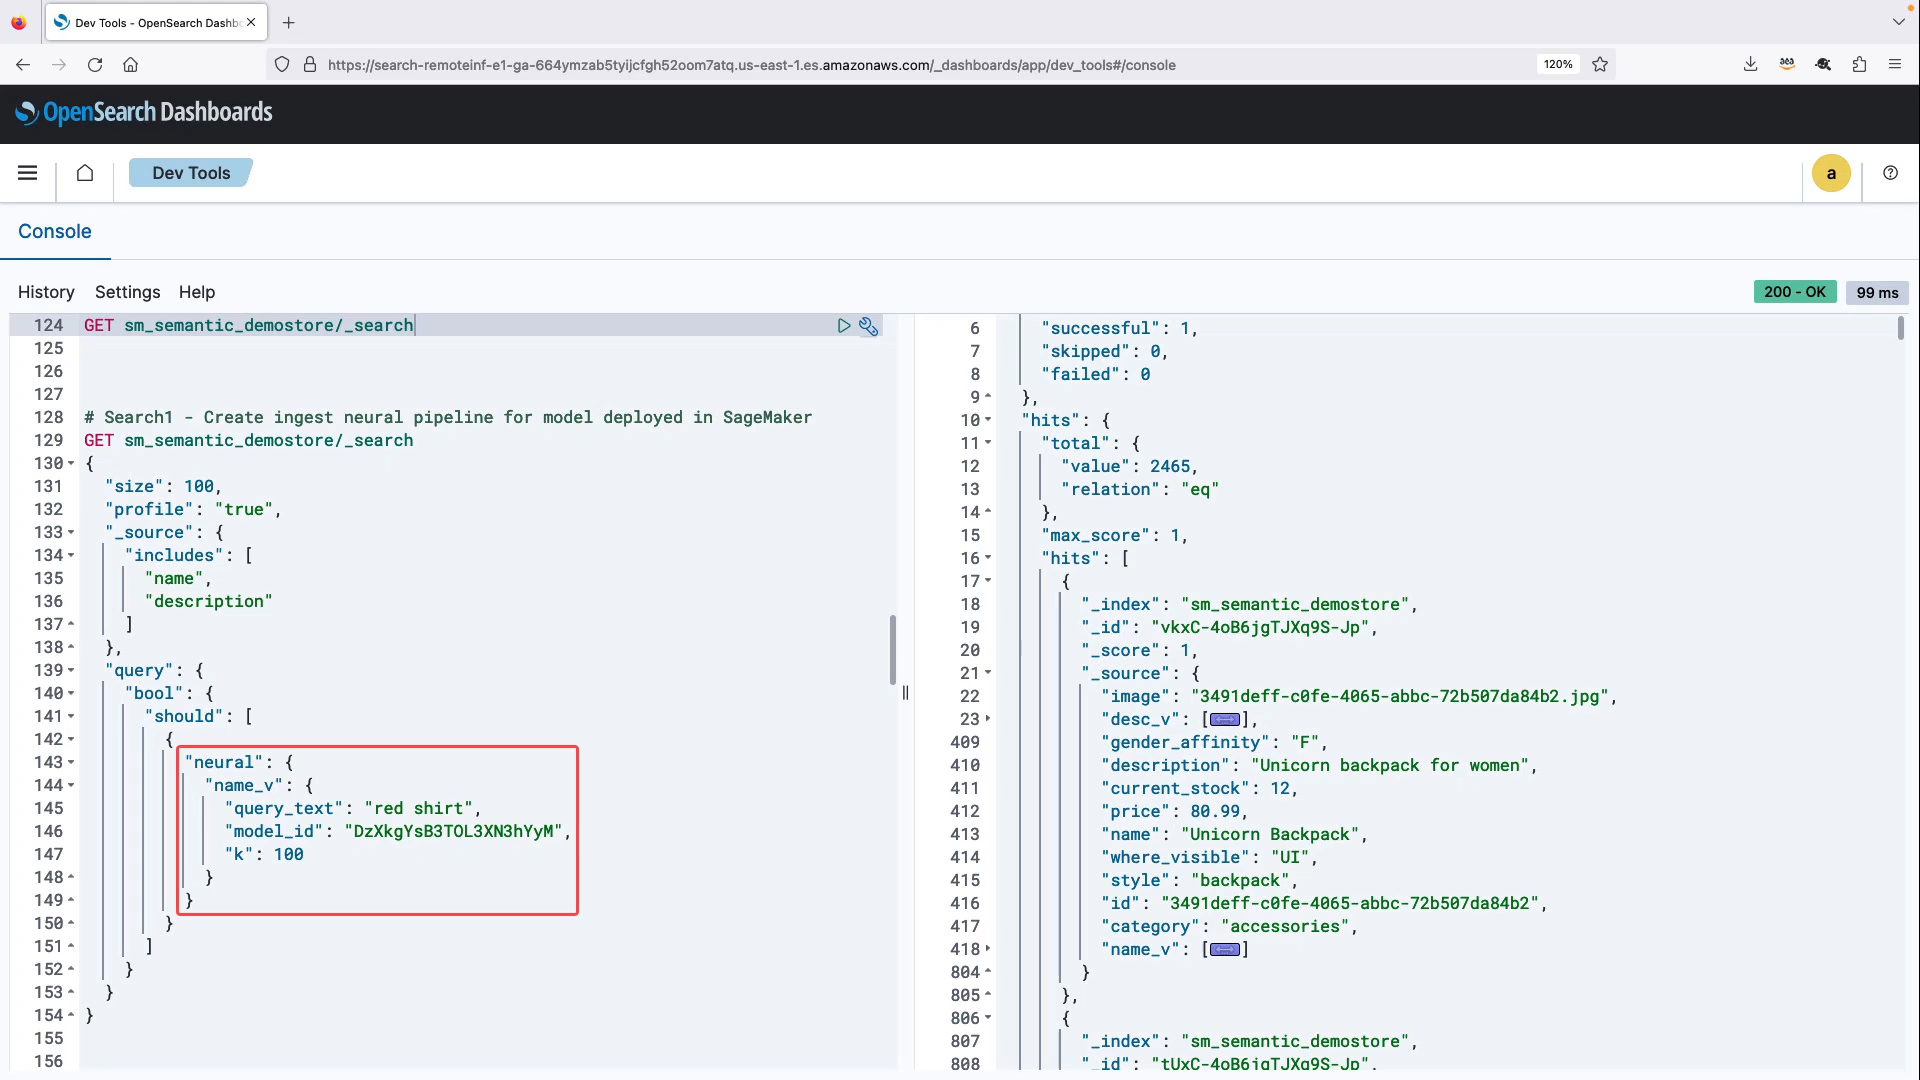 Dev Tools - OpenSearch Dashbo
https://search-remoteinf-e1-ga-664ymzab5tyijcfgh52oom7atq.us-east-1.es.amazonaws.com/_dashboards/app/dev_tools#/console
120%
aea
OpenSearch Dashboards
Dev Tools
a
Console
History Settings Help
200 - OK 99 ms
124 GET sm_semantic_demostore/_search
125
126
127
128 # Search1 - Create ingest neural pipeline for model deployed in SageMaker
129 GET sm_semantic_demostore/_search
130 {
131 "size": 100,
132 "profile": "true",
133 "_source": {
134 "includes": [
135 "name",
136 "description"
137 ]
138 },
139 "query": {
140 "bool": {
141 "should": [
142 {
143 "neural": {
144 "name_v": {
145 "query_text": "red shirt",
146 "model_id": "DzXkgYsB3TOL3XN3hYyM",
147 "k": 100
148 }
149 }
150 }
151 ]
152 }
153 }
154 }
155
156
6 "successful": 1,
7 "skipped": 0,
8 "failed": 0
9 },
10 "hits": {
11 "total": {
12 "value": 2465,
13 "relation": "eq"
14 },
15 "max_score": 1,
16 "hits": [
17 {
18 "_index": "sm_semantic_demostore",
19 "_id": "vkxC-4oB6jgTJXq9S-Jp",
20 "_score": 1,
21 "_source": {
22 "image": "3491deff-c0fe-4065-abbc-72b507da84b2.jpg",
23 "desc_v": [],
409 "gender_affinity": "F",
410 "description": "Unicorn backpack for women",
411 "current_stock": 12,
412 "price": 80.99,
413 "name": "Unicorn Backpack",
414 "where_visible": "UI",
415 "style": "backpack",
416 "id": "3491deff-c0fe-4065-abbc-72b507da84b2",
417 "category": "accessories",
418 "name_v": []
804 }
805 },
806 {
807 "_index": "sm_semantic_demostore",
808 "_id": "tUxC-4oB6jgTJXq9S-Jp",